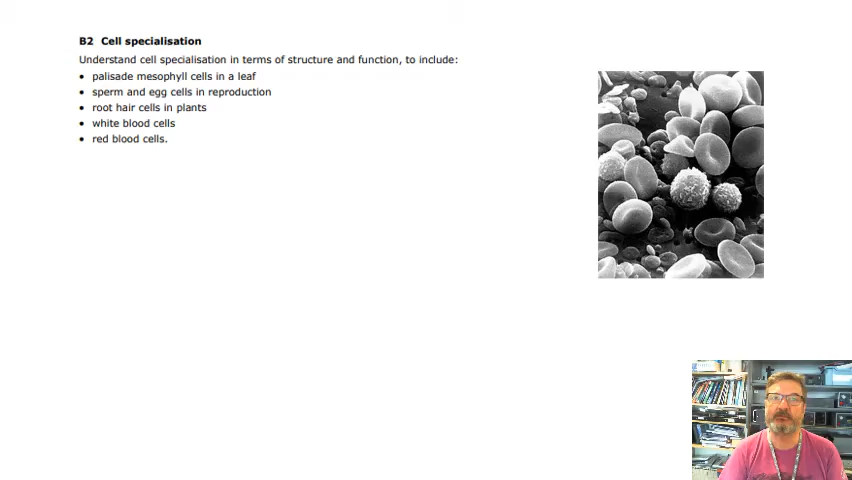 B2 Cell specialisation
Understand cell specialisation in terms of structure and function, to include:
• palisade mesophyll cells in a leaf
• sperm and egg cells in reproduction
• root hair cells in plants
• white blood cells
• red blood cells.